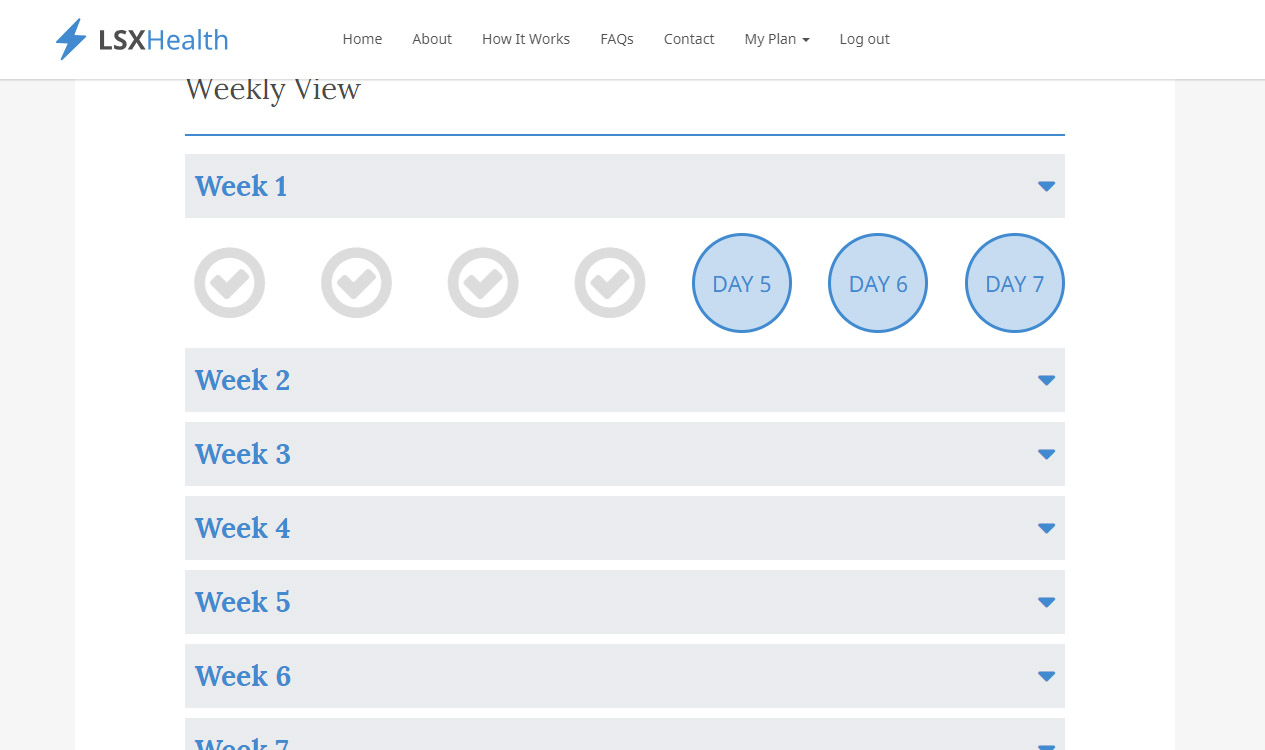 LSXHealth
Home About How It Works FAQs Contact My Plan Log out
Weekly View
Week 1
DAY 5 DAY 6 DAY 7
Week 2
Week 3
Week 4
Week 5
Week 6
Week 7